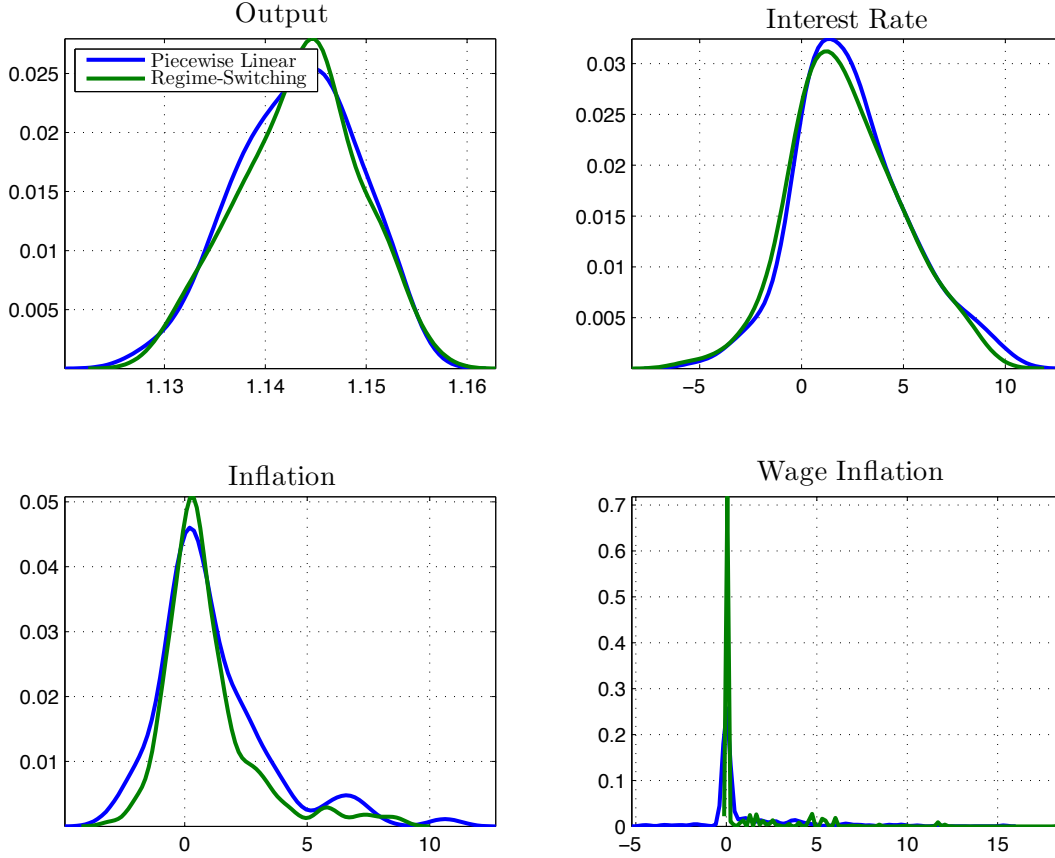 Output
Piecewise Linear
Regime-Switching
0.025
0.02
0.015
0.01
0.005
1.13 1.14 1.15 1.16
Interest Rate
0.03
0.025
0.02
0.015
0.01
0.005
−5 0 5 10
Inflation
0.05
0.04
0.03
0.02
0.01
0 5 10
Wage Inflation
0.7
0.6
0.5
0.4
0.3
0.2
0.1
0
−5 0 5 10 15